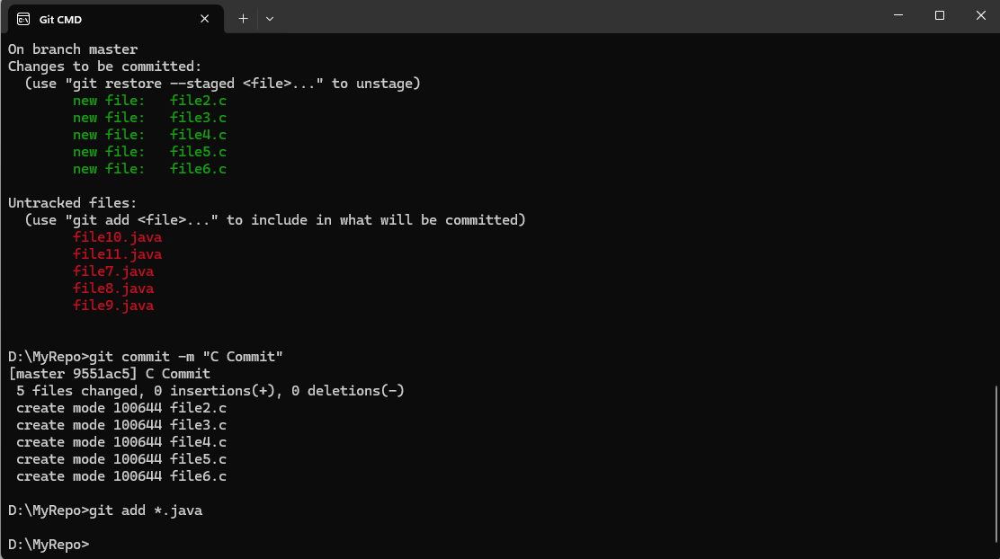 Git CMD
On branch master
Changes to be committed:
  (use "git restore --staged <file>..." to unstage)
        new file:   file2.c
        new file:   file3.c
        new file:   file4.c
        new file:   file5.c
        new file:   file6.c

Untracked files:
  (use "git add <file>..." to include in what will be committed)
        file10.java
        file11.java
        file7.java
        file8.java
        file9.java


D:\MyRepo>git commit -m "C Commit"
[master 9551ac5] C Commit
 5 files changed, 0 insertions(+), 0 deletions(-)
 create mode 100644 file2.c
 create mode 100644 file3.c
 create mode 100644 file4.c
 create mode 100644 file5.c
 create mode 100644 file6.c

D:\MyRepo>git add *.java

D:\MyRepo>